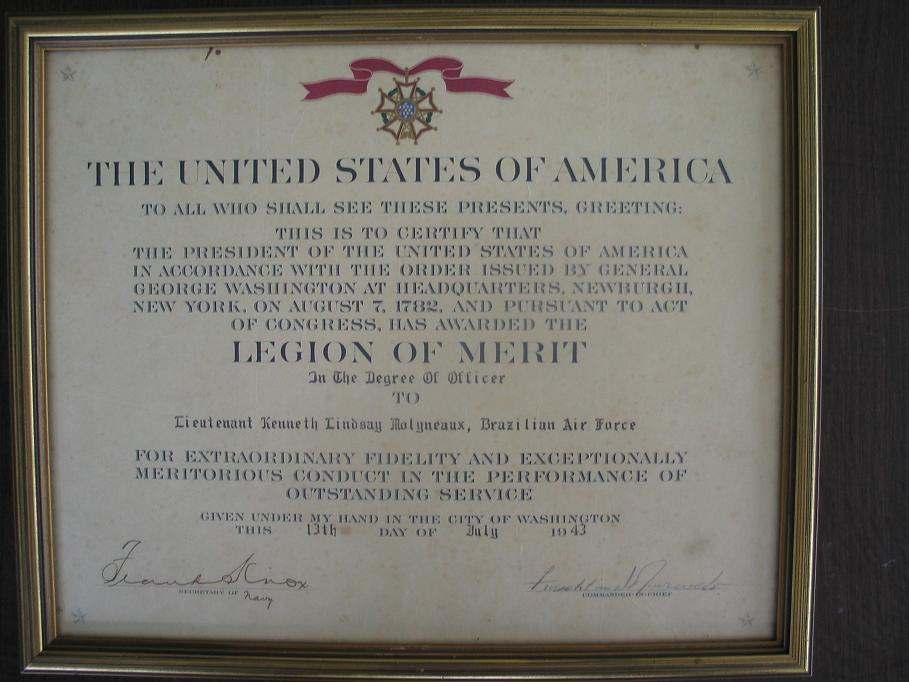 THE UNITED STATES OF AMERICA
TO ALL WHO SHALL SEE THESE PRESENTS, GREETING:
THIS IS TO CERTIFY THAT
THE PRESIDENT OF THE UNITED STATES OF AMERICA
IN ACCORDANCE WITH THE ORDER ISSUED BY GENERAL
GEORGE WASHINGTON AT HEADQUARTERS, NEWBURGH,
NEW YORK, ON AUGUST 7, 1782, AND PURSUANT TO ACT
OF CONGRESS, HAS AWARDED THE
LEGION OF MERIT
In The Degree Of Officer
TO
Lieutenant Kenneth Lindsay Molyneaux, Brazilian Air Force
FOR EXTRAORDINARY FIDELITY AND EXCEPTIONALLY
MERITORIOUS CONDUCT IN THE PERFORMANCE OF
OUTSTANDING SERVICE
GIVEN UNDER MY HAND IN THE CITY OF WASHINGTON
THIS 13th DAY OF July 1943
Frank Knox
SECRETARY OF Navy
COMMANDER-IN-CHIEF